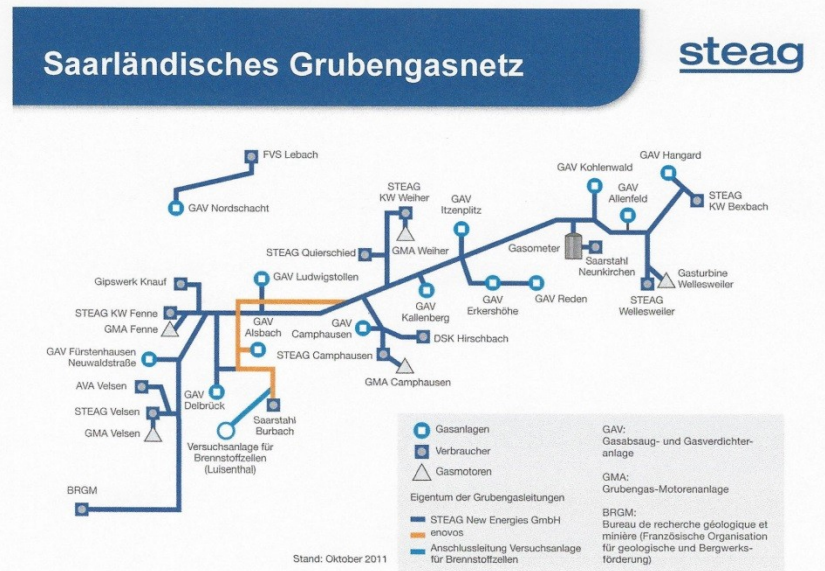 Saarländisches Grubengasnetz
steag
FVS Lebach
GAV Nordschacht
STEAG
KW Weiher
GMA Weiher
STEAG Quierschied
GAV
Itzenplitz
GAV Kohlenwald
GAV
Allenfeld
GAV Hangard
STEAG
KW Bexbach
Gasometer
Saarstahl
Neunkirchen
Gasturbine
Wellesweiler
STEAG
Wellesweiler
Gipswerk Knauf
GAV Ludwigstollen
STEAG KW Fenne
GMA Fenne
GAV
Alsbach
GAV
Camphausen
GAV
Kallenberg
GAV
Erkershöhe
GAV Reden
DSK Hirschbach
STEAG Camphausen
GMA Camphausen
GAV Fürstenhausen
Neuwaldstraße
AVA Velsen
STEAG Velsen
GMA Velsen
GAV
Delbrück
Saarstahl
Burbach
Versuchsanlage für
Brennstoffzellen
(Luisenthal)
BRGM
Gasanlagen
Verbraucher
Gasmotoren
Eigentum der Grubengasleitungen
STEAG New Energies GmbH
enovos
Anschlussleitung Versuchsanlage
für Brennstoffzellen
GAV:
Gasabsaug- und Gasverdichter-
anlage
GMA:
Grubengas-Motorenanlage
BRGM:
Bureau de recherche géologique et
minière (Französische Organisation
für geologische und Bergwerks-
förderung)
Stand: Oktober 2011